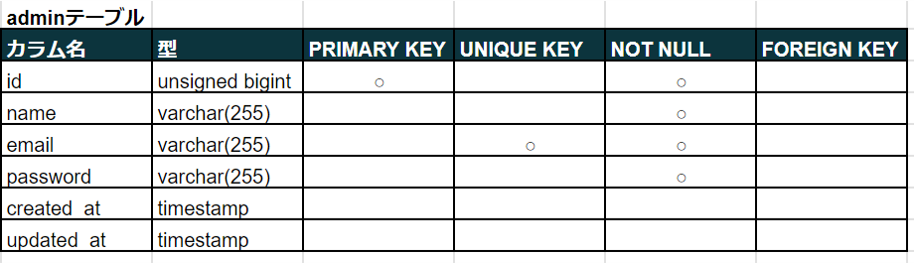 adminテーブル
カラム名 型 PRIMARY KEY UNIQUE KEY NOT NULL FOREIGN KEY
id unsigned bigint ○ ○
name varchar(255) ○
email varchar(255) ○ ○
password varchar(255) ○
created_at timestamp
updated_at timestamp